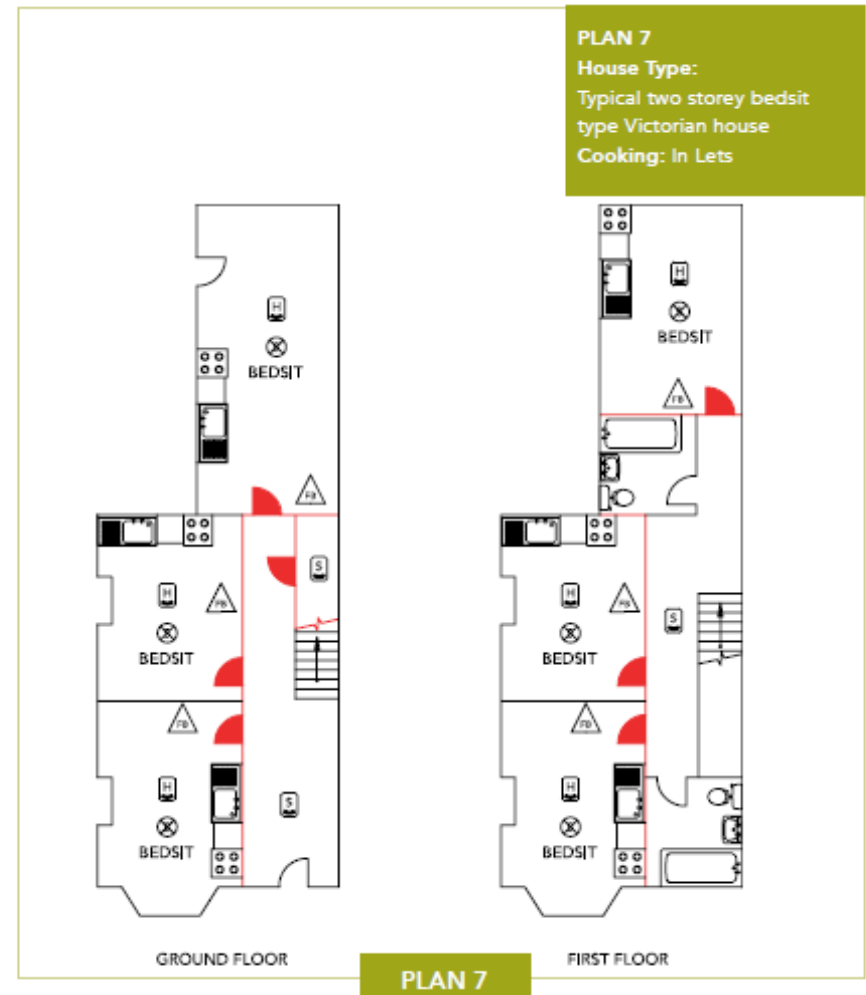 PLAN 7
House Type:
Typical two storey bedsit
type Victorian house
Cooking: In Lets
H
BEDSIT
FB
S
H
FB
BEDSIT
FB
H
S
BEDSIT
GROUND FLOOR
H
BEDSIT
FB
H
FB
S
BEDSIT
FB
H
BEDSIT
FIRST FLOOR
PLAN 7